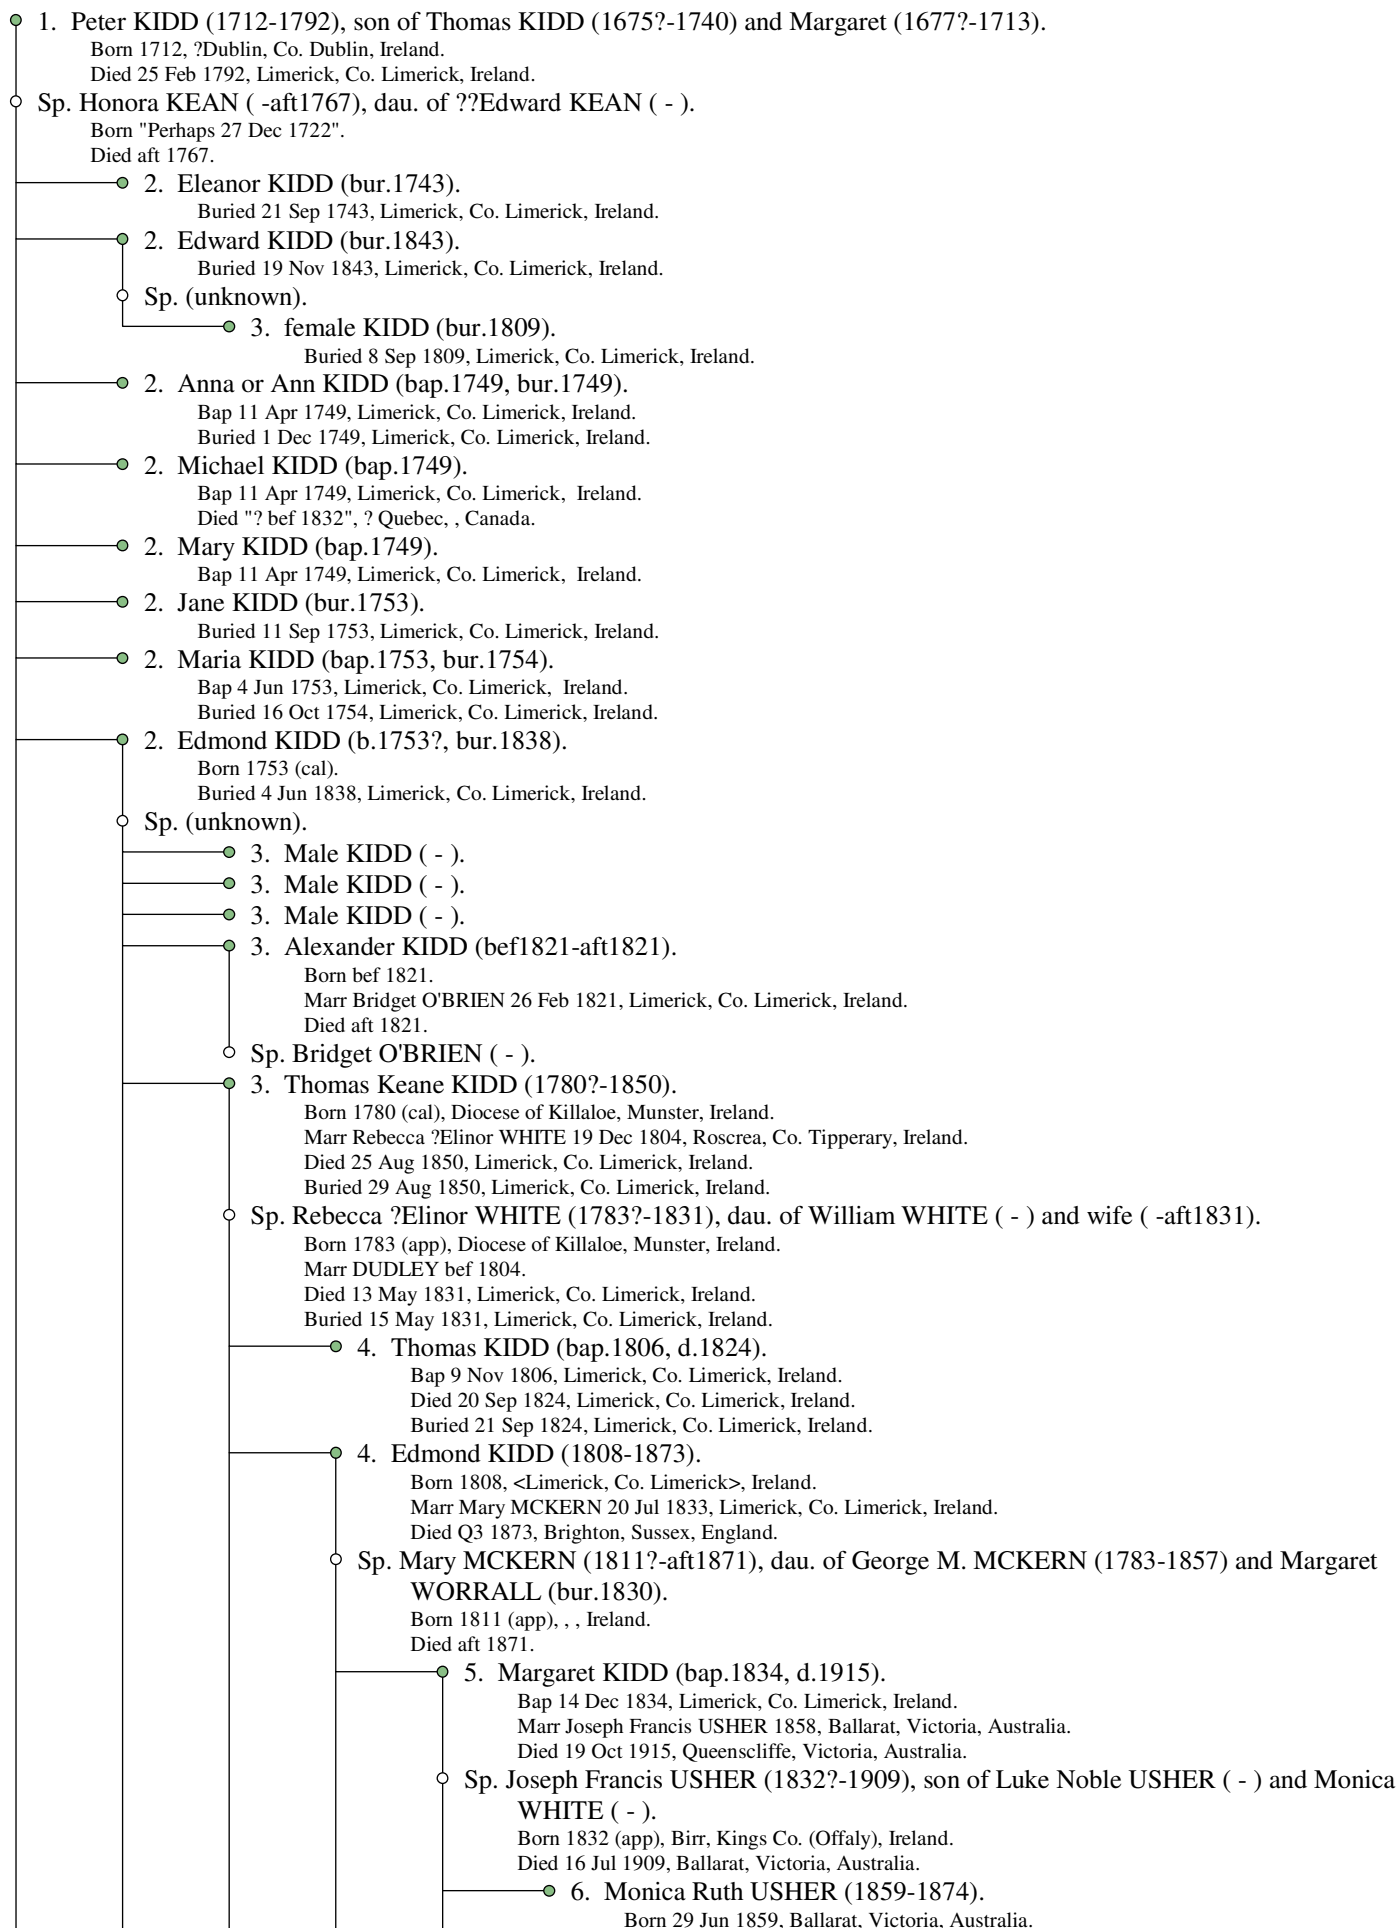 1. Peter KIDD (1712-1792), son of Thomas KIDD (1675?-1740) and Margaret (1677?-1713).
Born 1712, ?Dublin, Co. Dublin, Ireland.
Died 25 Feb 1792, Limerick, Co. Limerick, Ireland.
Sp. Honora KEAN ( -aft1767), dau. of ??Edward KEAN ( - ).
Born "Perhaps 27 Dec 1722".
Died aft 1767.
2. Eleanor KIDD (bur.1743).
Buried 21 Sep 1743, Limerick, Co. Limerick, Ireland.
2. Edward KIDD (bur.1843).
Buried 19 Nov 1843, Limerick, Co. Limerick, Ireland.
Sp. (unknown).
3. female KIDD (bur.1809).
Buried 8 Sep 1809, Limerick, Co. Limerick, Ireland.
2. Anna or Ann KIDD (bap.1749, bur.1749).
Bap 11 Apr 1749, Limerick, Co. Limerick, Ireland.
Buried 1 Dec 1749, Limerick, Co. Limerick, Ireland.
2. Michael KIDD (bap.1749).
Bap 11 Apr 1749, Limerick, Co. Limerick, Ireland.
Died "? bef 1832", ? Quebec, , Canada.
2. Mary KIDD (bap.1749).
Bap 11 Apr 1749, Limerick, Co. Limerick, Ireland.
2. Jane KIDD (bur.1753).
Buried 11 Sep 1753, Limerick, Co. Limerick, Ireland.
2. Maria KIDD (bap.1753, bur.1754).
Bap 4 Jun 1753, Limerick, Co. Limerick, Ireland.
Buried 16 Oct 1754, Limerick, Co. Limerick, Ireland.
2. Edmond KIDD (b.1753?, bur.1838).
Born 1753 (cal).
Buried 4 Jun 1838, Limerick, Co. Limerick, Ireland.
Sp. (unknown).
3. Male KIDD ( - ).
3. Male KIDD ( - ).
3. Male KIDD ( - ).
3. Alexander KIDD (bef1821-aft1821).
Born bef 1821.
Marr Bridget O'BRIEN 26 Feb 1821, Limerick, Co. Limerick, Ireland.
Died aft 1821.
Sp. Bridget O'BRIEN ( - ).
3. Thomas Keane KIDD (1780?-1850).
Born 1780 (cal), Diocese of Killaloe, Munster, Ireland.
Marr Rebecca ?Elinor WHITE 19 Dec 1804, Roscrea, Co. Tipperary, Ireland.
Died 25 Aug 1850, Limerick, Co. Limerick, Ireland.
Buried 29 Aug 1850, Limerick, Co. Limerick, Ireland.
Sp. Rebecca ?Elinor WHITE (1783?-1831), dau. of William WHITE ( - ) and wife ( -aft1831).
Born 1783 (app), Diocese of Killaloe, Munster, Ireland.
Marr DUDLEY bef 1804.
Died 13 May 1831, Limerick, Co. Limerick, Ireland.
Buried 15 May 1831, Limerick, Co. Limerick, Ireland.
4. Thomas KIDD (bap.1806, d.1824).
Bap 9 Nov 1806, Limerick, Co. Limerick, Ireland.
Died 20 Sep 1824, Limerick, Co. Limerick, Ireland.
Buried 21 Sep 1824, Limerick, Co. Limerick, Ireland.
4. Edmond KIDD (1808-1873).
Born 1808, <Limerick, Co. Limerick>, Ireland.
Marr Mary MCKERN 20 Jul 1833, Limerick, Co. Limerick, Ireland.
Died Q3 1873, Brighton, Sussex, England.
Sp. Mary MCKERN (1811?-aft1871), dau. of George M. MCKERN (1783-1857) and Margaret
WORRALL (bur.1830).
Born 1811 (app), , , Ireland.
Died aft 1871.
5. Margaret KIDD (bap.1834, d.1915).
Bap 14 Dec 1834, Limerick, Co. Limerick, Ireland.
Marr Joseph Francis USHER 1858, Ballarat, Victoria, Australia.
Died 19 Oct 1915, Queenscliffe, Victoria, Australia.
Sp. Joseph Francis USHER (1832?-1909), son of Luke Noble USHER ( - ) and Monica
WHITE ( - ).
Born 1832 (app), Birr, Kings Co. (Offaly), Ireland.
Died 16 Jul 1909, Ballarat, Victoria, Australia.
6. Monica Ruth USHER (1859-1874).
Born 29 Jun 1859, Ballarat, Victoria, Australia.